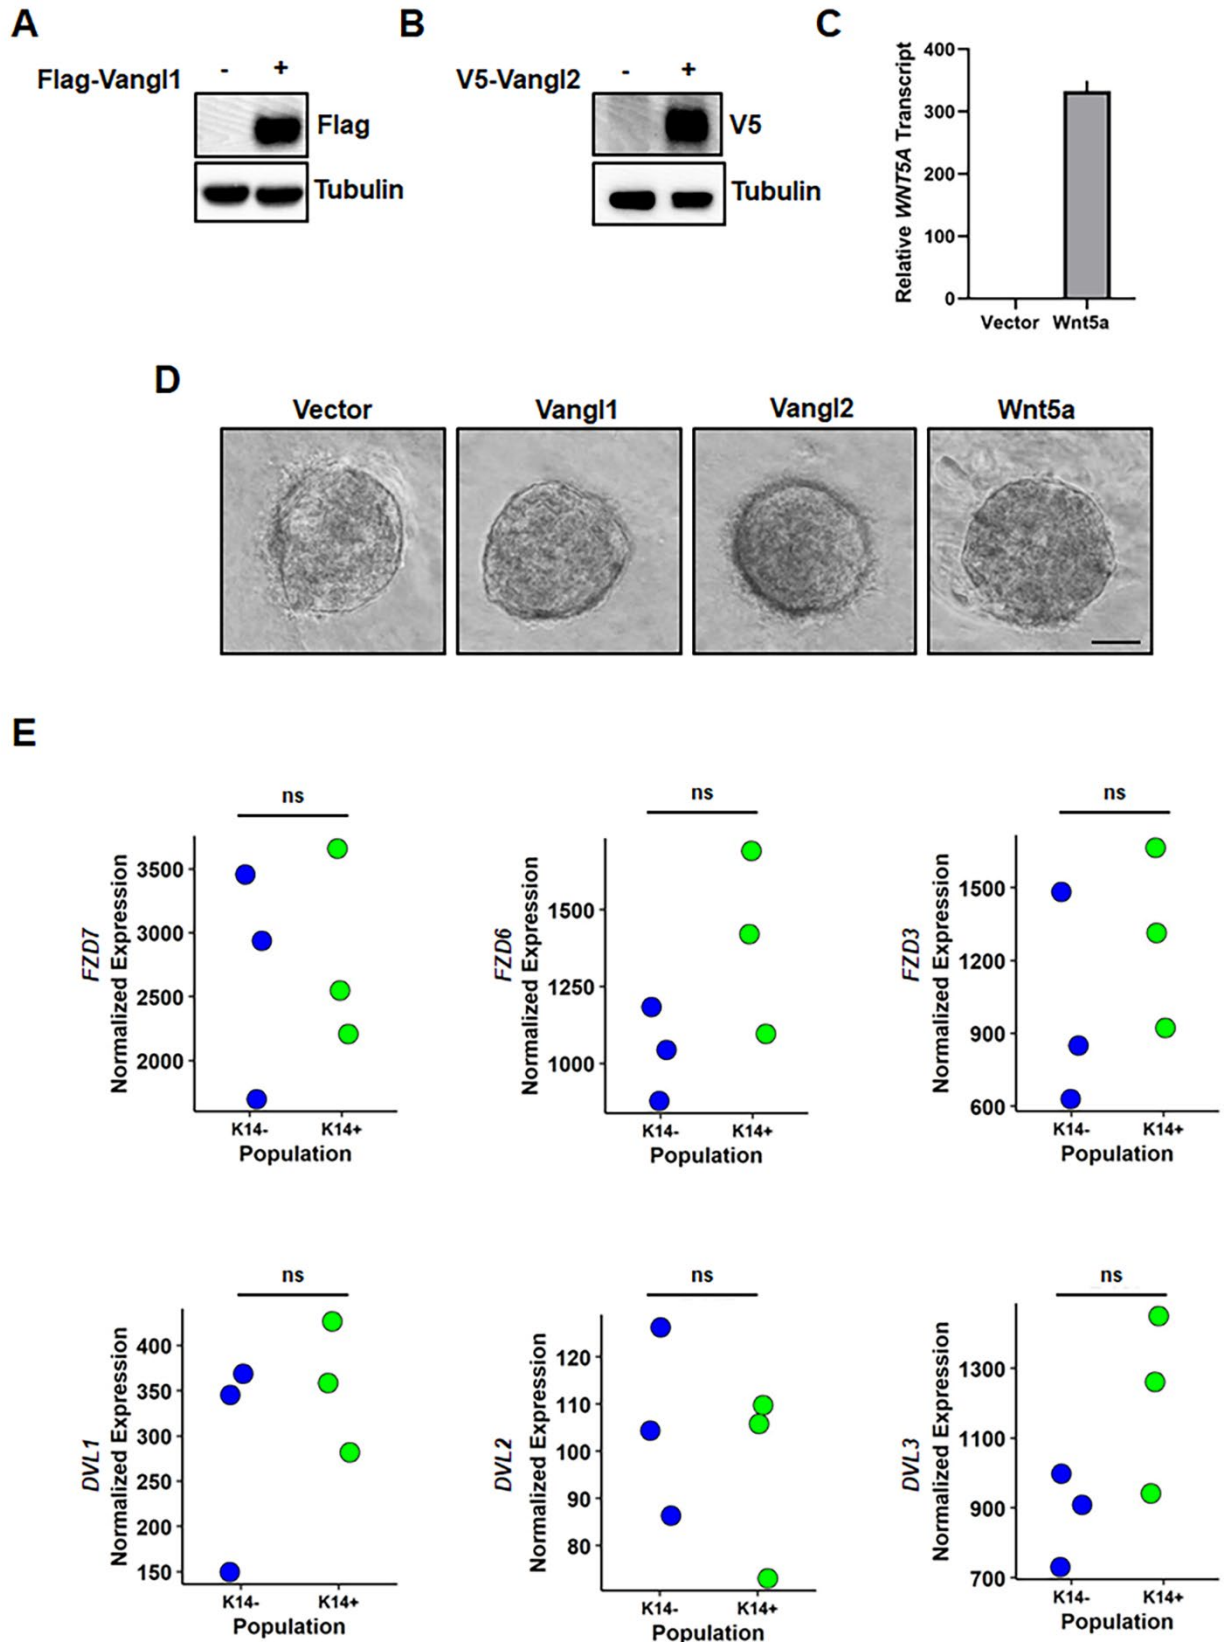 A
Flag-Vangl1
- +
Flag
Tubulin
B
V5-Vangl2
- +
V5
Tubulin
C
Relative WNT5A Transcript
400
300
200
100
0
Vector Wnt5a
D
Vector Vangl1 Vangl2 Wnt5a
E
ns
FZD7
Normalized Expression
3500
3000
2500
2000
K14- K14+
Population
ns
FZD6
Normalized Expression
1500
1250
1000
K14- K14+
Population
ns
FZD3
Normalized Expression
1500
1200
900
600
K14- K14+
Population
ns
DVL1
Normalized Expression
400
350
300
250
200
150
K14- K14+
Population
ns
DVL2
Normalized Expression
120
110
100
90
80
K14- K14+
Population
ns
DVL3
Normalized Expression
1300
1100
900
700
K14- K14+
Population